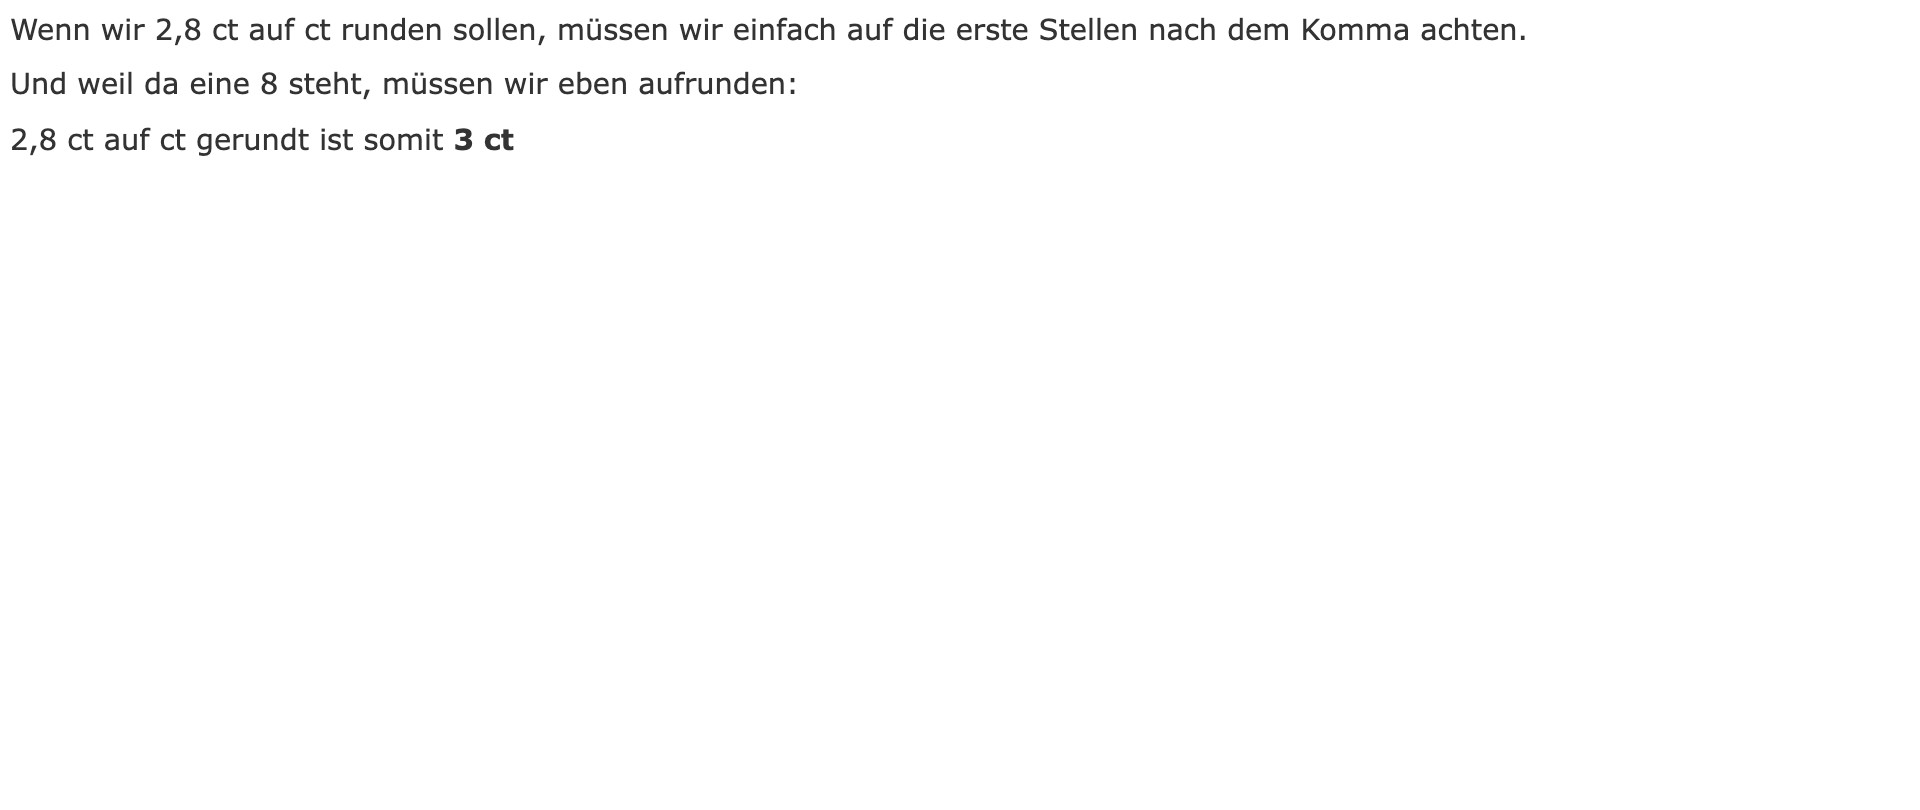 Wenn wir 2,8 ct auf ct runden sollen, müssen wir einfach auf die erste Stellen nach dem Komma achten.
Und weil da eine 8 steht, müssen wir eben aufrunden:
2,8 ct auf ct gerundt ist somit 3 ct